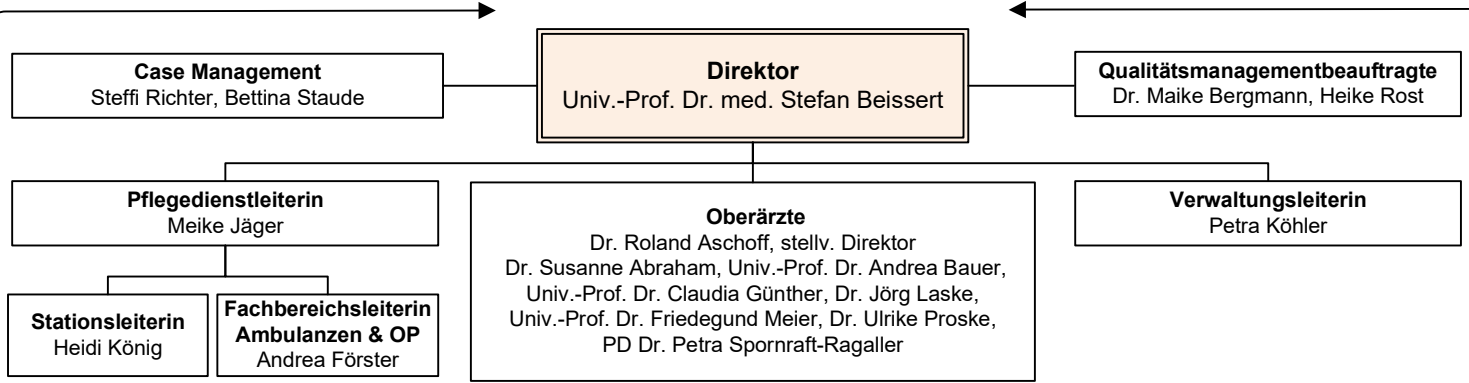 Case Management
Steffi Richter, Bettina Staude
Direktor
Univ.-Prof. Dr. med. Stefan Beissert
Qualitätsmanagementbeauftragte
Dr. Maike Bergmann, Heike Rost
Pflegedienstleiterin
Meike Jäger
Oberärzte
Dr. Roland Aschoff, stellv. Direktor
Dr. Susanne Abraham, Univ.-Prof. Dr. Andrea Bauer,
Univ.-Prof. Dr. Claudia Günther, Dr. Jörg Laske,
Univ.-Prof. Dr. Friedegund Meier, Dr. Ulrike Proske,
PD Dr. Petra Spornraft-Ragaller
Verwaltungsleiterin
Petra Köhler
Stationsleiterin
Heidi König
Fachbereichsleiterin
Ambulanzen & OP
Andrea Förster